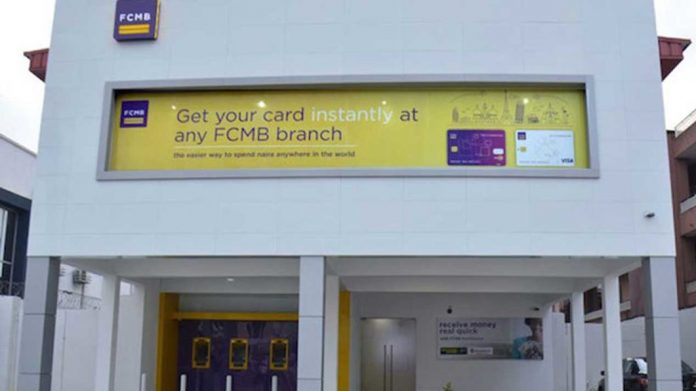 FCMB
FCMB
Get your card instantly at
any FCMB branch
the easier way to spend naira anywhere in the world
VISA
receive money
real quick